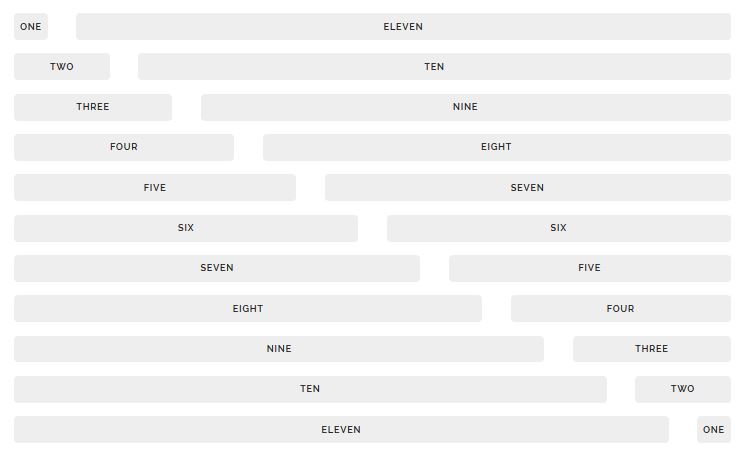 ONE ELEVEN
TWO TEN
THREE NINE
FOUR EIGHT
FIVE SEVEN
SIX SIX
SEVEN FIVE
EIGHT FOUR
NINE THREE
TEN TWO
ELEVEN ONE